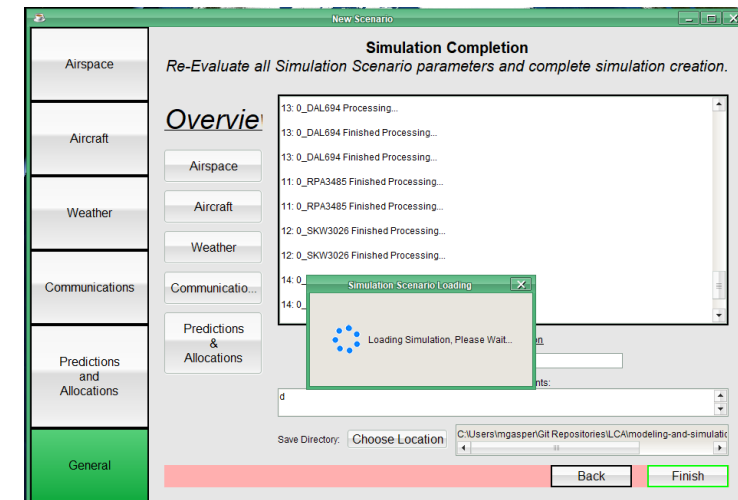 New Scenario
Airspace
Aircraft
Weather
Communications
Predictions
and
Allocations
General
Simulation Completion
Re-Evaluate all Simulation Scenario parameters and complete simulation creation.
Overvie
Airspace
Aircraft
Weather
Communicatio...
Predictions
&
Allocations
13: 0_DAL694 Processing...
13: 0_DAL694 Finished Processing...
13: 0_DAL694 Finished Processing...
11: 0_RPA3485 Finished Processing...
11: 0_RPA3485 Finished Processing...
12: 0_SKW3026 Finished Processing...
12: 0_SKW3026 Finished Processing...
14: 0_
14: 0_
Simulation Scenario Loading
Loading Simulation, Please Wait...
on
nts:
d
Save Directory:
Choose Location
C:\Users\mgasper\Git Repositories\LCA\modeling-and-simulatic
Back
Finish